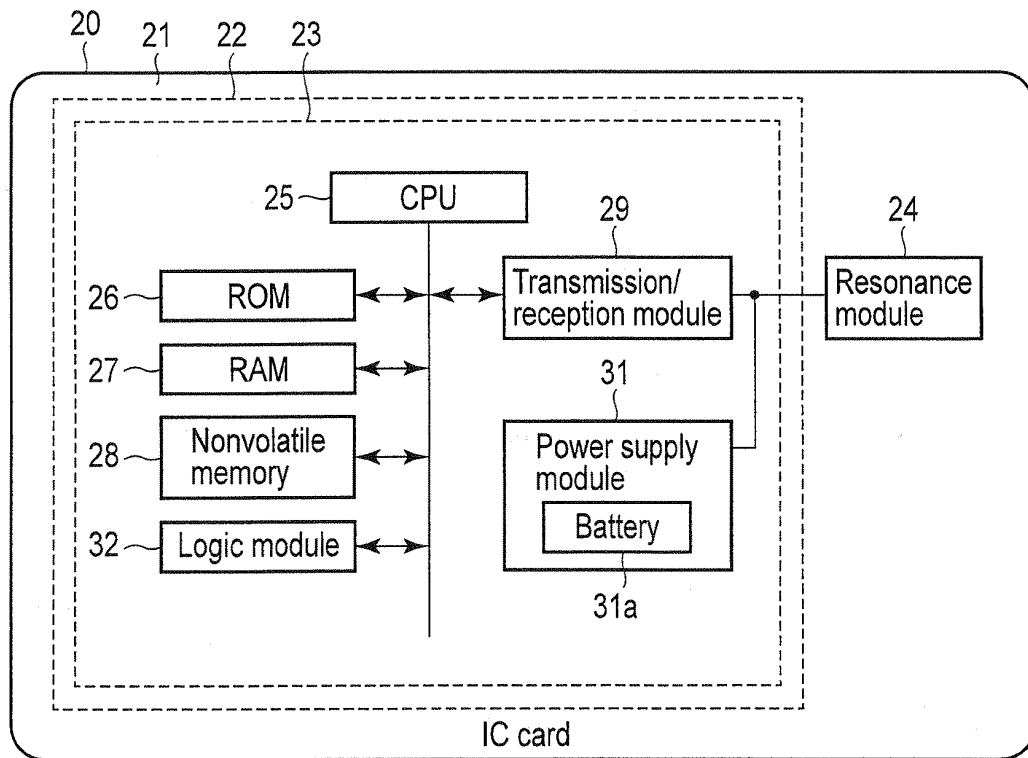 20 21 22 23
25 CPU
29 24
26 ROM
Transmission/
reception module
Resonance
module
27 RAM
31
28 Nonvolatile
memory
Power supply
module
32 Logic module
Battery
31a
IC card